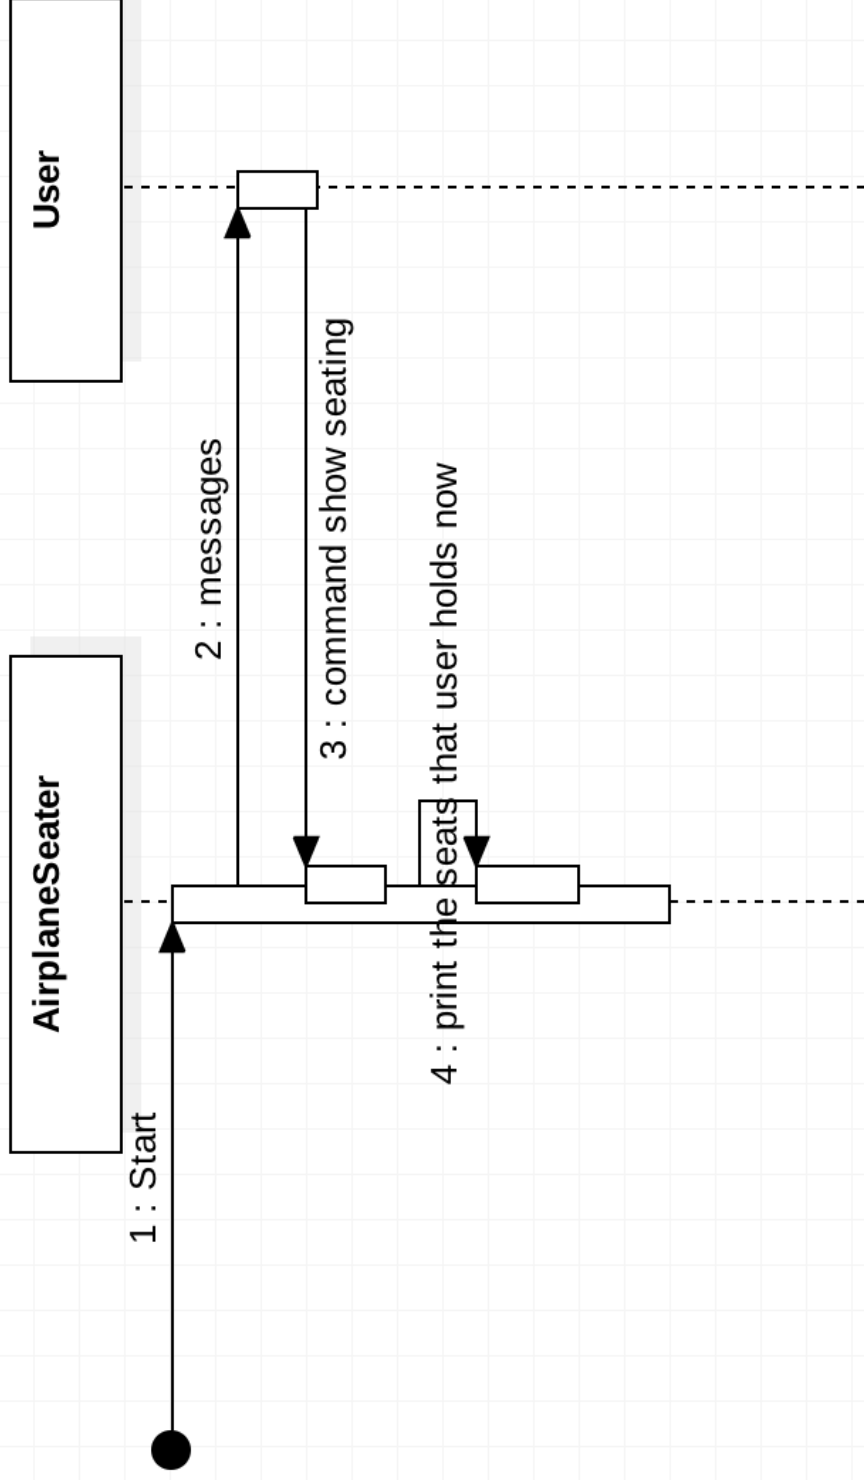 AirplaneSeater
User
1 : Start
2 : messages
3 : command show seating
4 : print the seats that user holds now